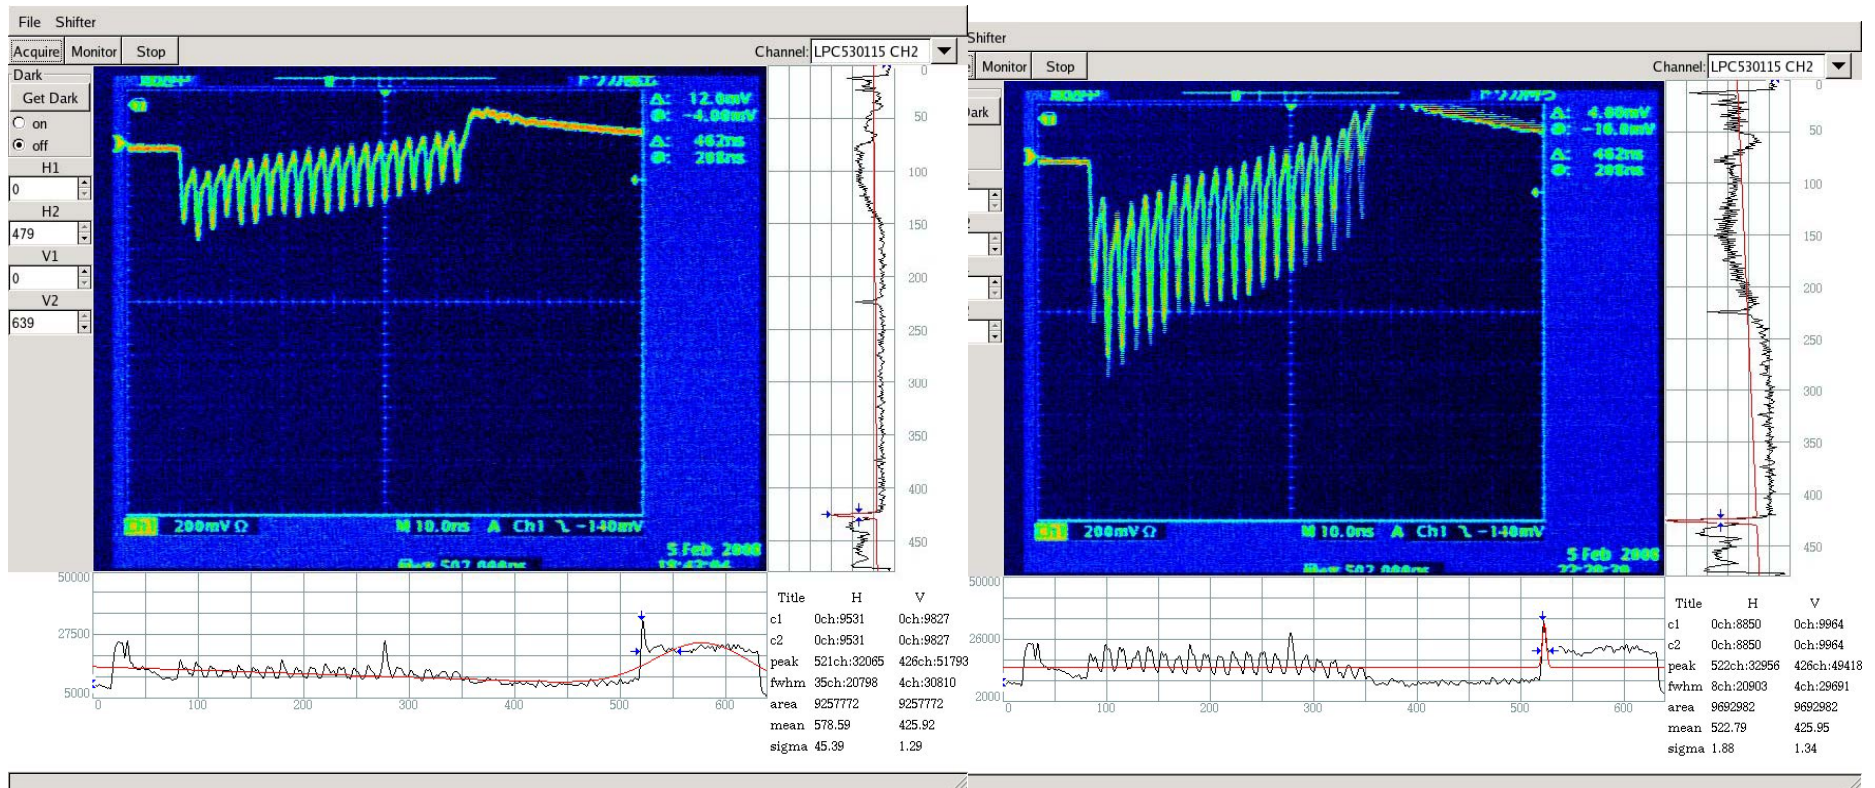 File Shifter
Acquire Monitor Stop
Channel: LPC530115 CH2
Dark
Get Dark
on
off
H1
0
H2
479
V1
0
V2
639
Δ: 12.0mV
@: -4.00mV
Δ: 462ns
@: 208ns
Ch1 200mV Ω M 10.0ns A Ch1 -140mV
5 Feb 2008
0
50
100
150
200
250
300
350
400
450
50000
27500
5000
0 100 200 300 400 500 600
Title H V
c1 0ch:9531 0ch:9827
c2 0ch:9531 0ch:9827
peak 521ch:32065 426ch:51793
fwhm 35ch:20798 4ch:30810
area 9257772 9257772
mean 578.59 425.92
sigma 45.39 1.29
Shifter
Monitor Stop
Channel: LPC530115 CH2
Dark
Δ: 4.00mV
@: -16.0mV
Δ: 462ns
@: 208ns
Ch1 200mV Ω M 10.0ns A Ch1 -140mV
5 Feb 2008
22:20:20
0
50
100
150
200
250
300
350
400
450
50000
26000
2000
0 100 200 300 400 500 600
Title H V
c1 0ch:8850 0ch:9964
c2 0ch:8850 0ch:9964
peak 522ch:32956 426ch:49418
fwhm 8ch:20903 4ch:29691
area 9692982 9692982
mean 522.79 425.95
sigma 1.88 1.34